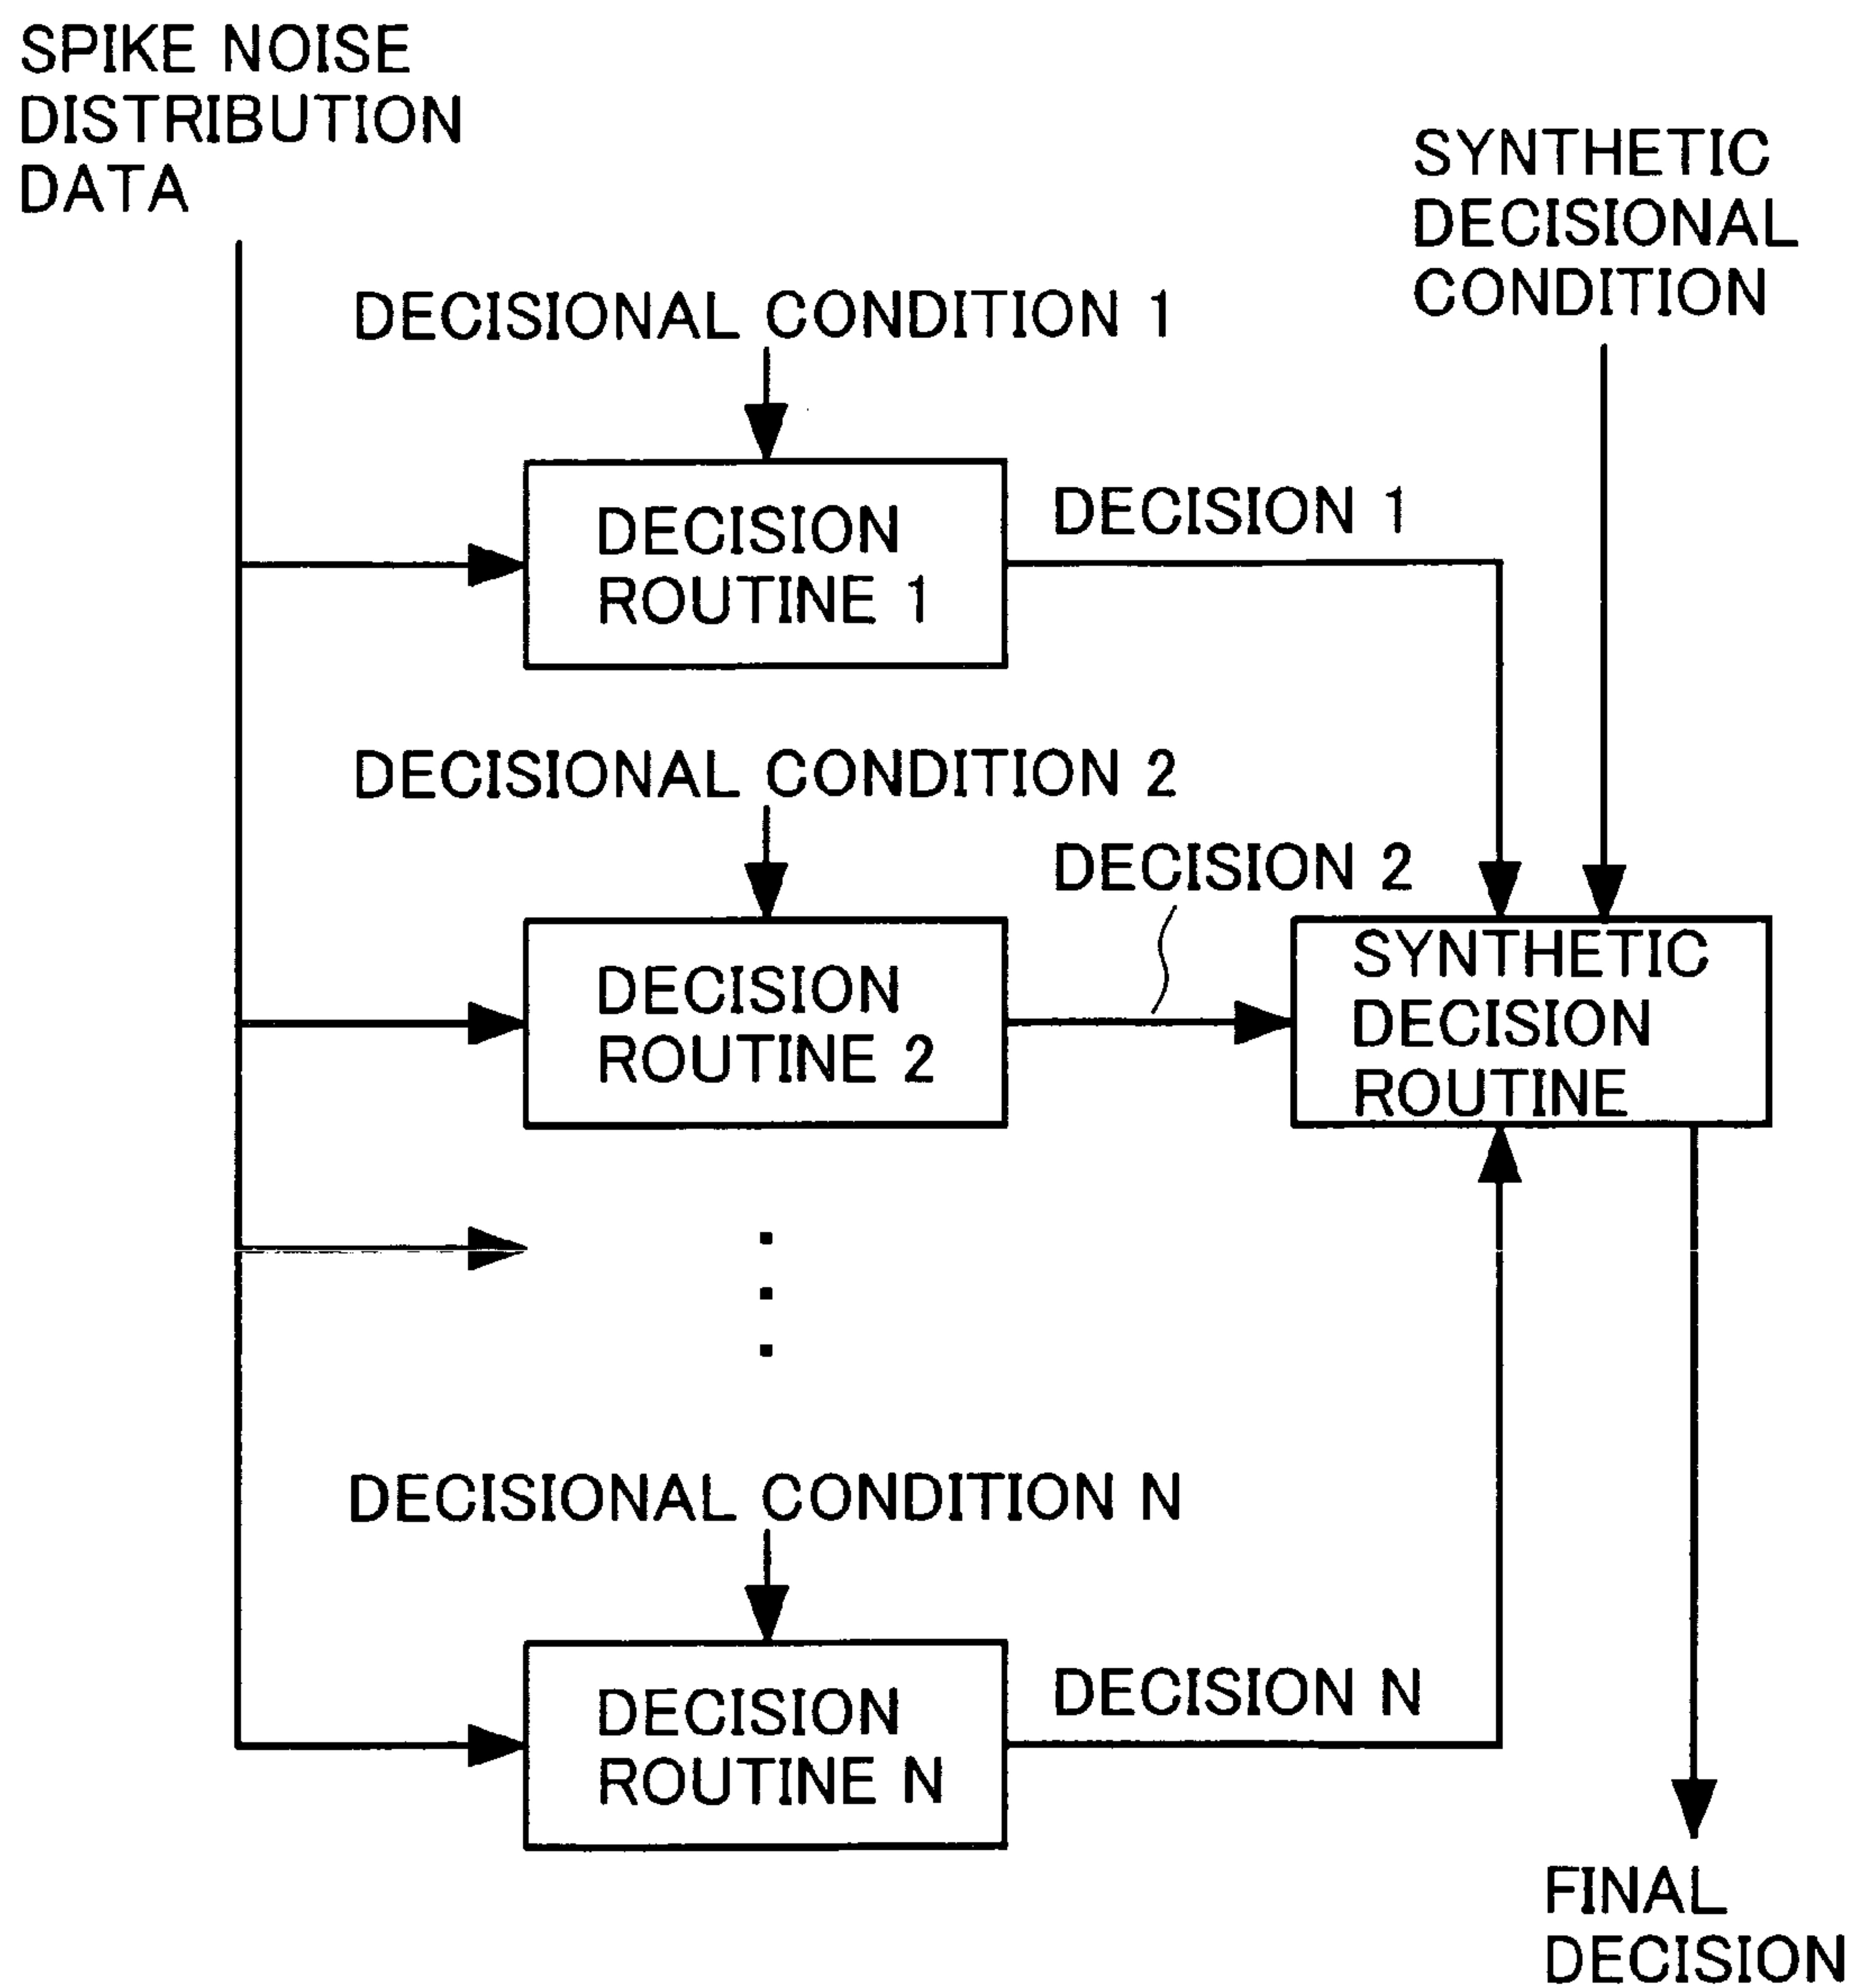 SPIKE NOISE
DISTRIBUTION
DATA
SYNTHETIC
DECISIONAL
CONDITION
DECISIONAL CONDITION 1
DECISION
ROUTINE 1
DECISION 1
DECISIONAL CONDITION 2
DECISION 2
DECISION
ROUTINE 2
SYNTHETIC
DECISION
ROUTINE
DECISIONAL CONDITION N
DECISION
ROUTINE N
DECISION N
FINAL
DECISION